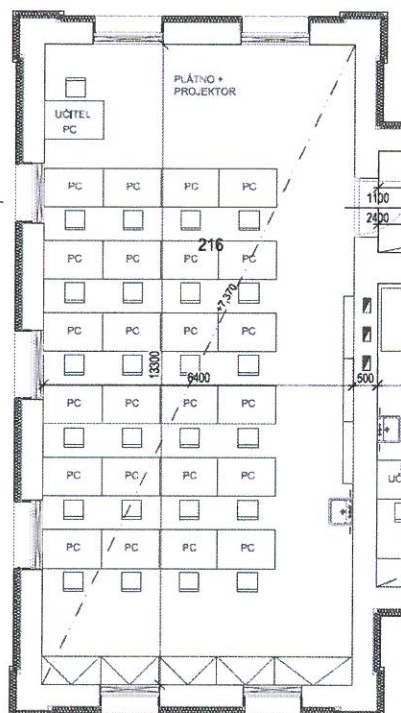 PLÁTNO +
PROJEKTOR
UČITEL
PC
PC PC PC PC
1100
2400
216
PC PC PC PC
+7,370
PC PC PC PC
13300
6400
500
PC PC PC PC
PC PC PC PC
UČ
PC PC PC PC